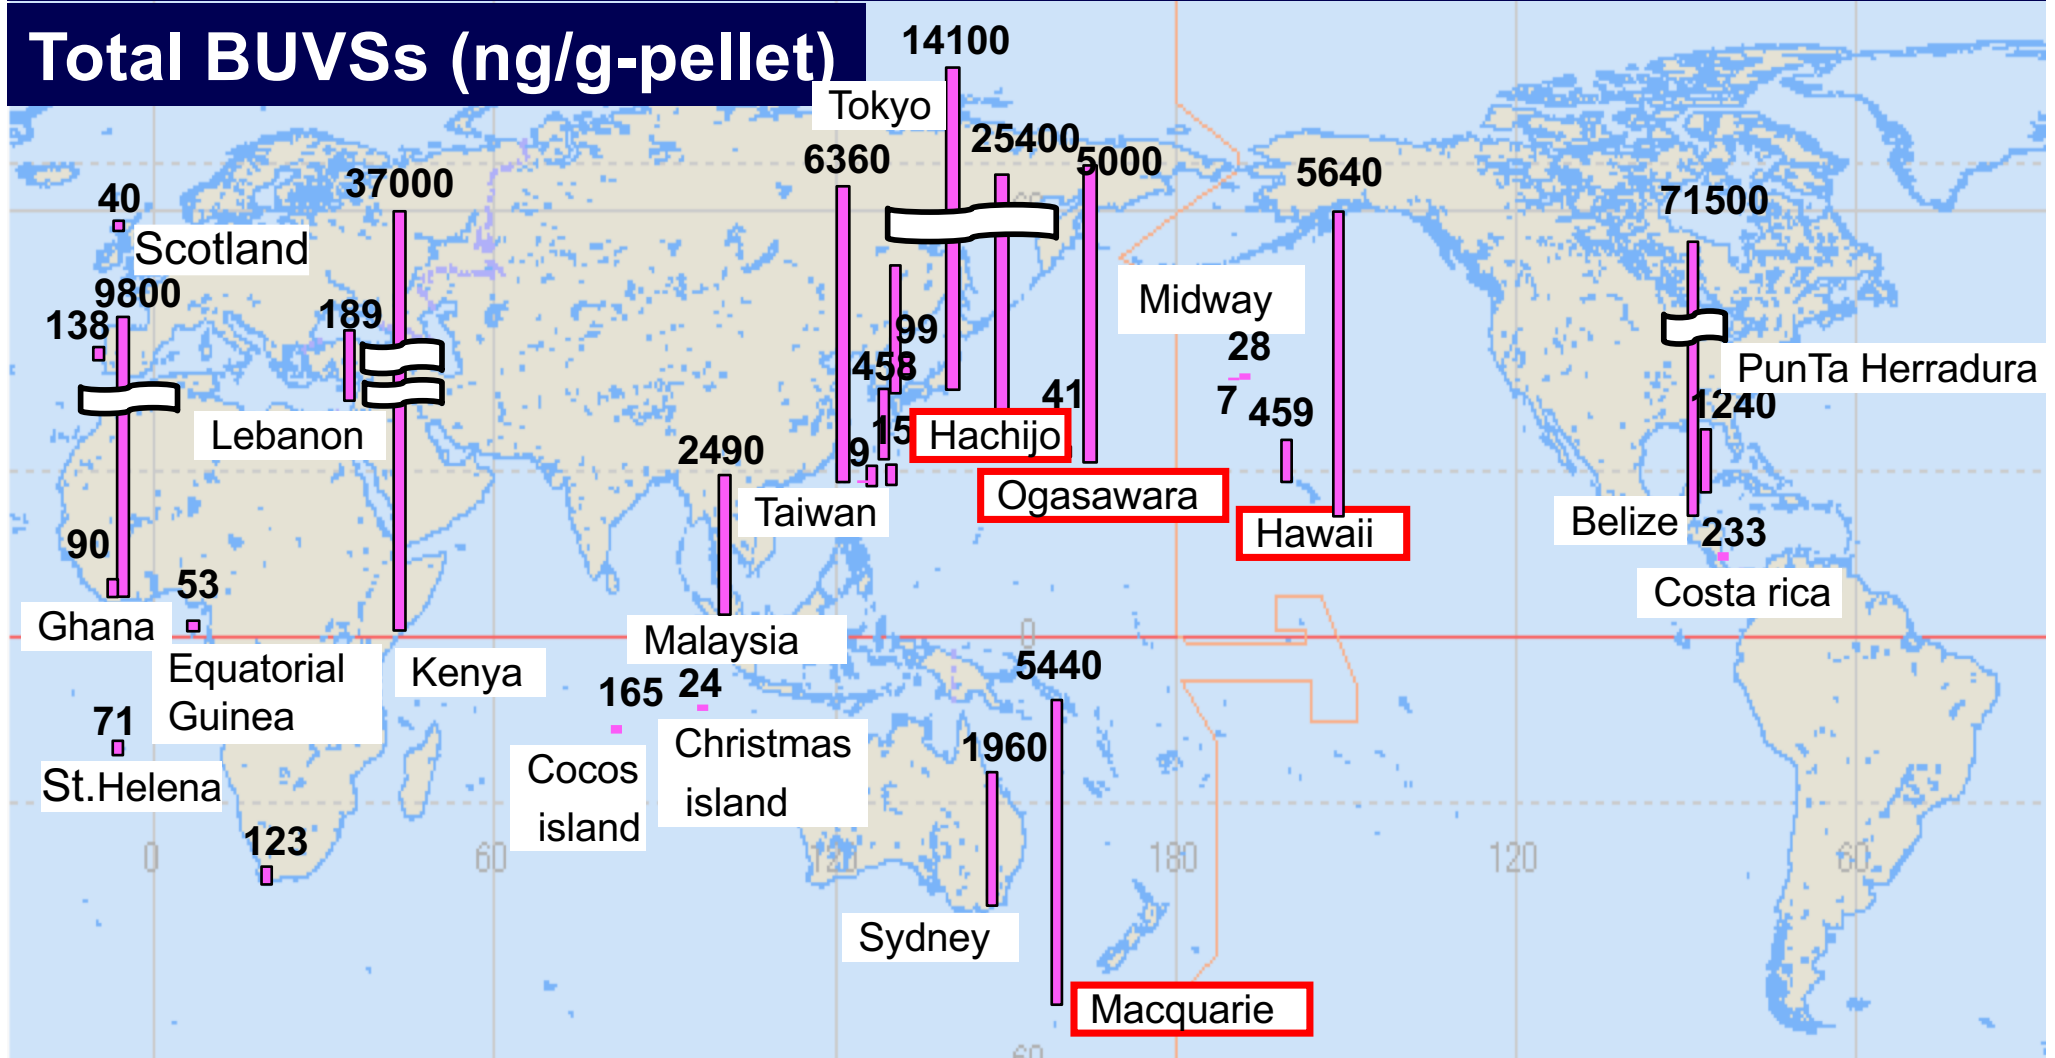 Total BUVSs (ng/g-pellet)
14100
Tokyo
25400
5000
6360
5640
37000
71500
40
Scotland
9800
138
189
Midway
28
99
458
PunTa Herradura
41
7
459
1240
Lebanon
2490
9
15
Hachijo
Taiwan
Ogasawara
Hawaii
Belize
233
90
53
Costa rica
Ghana
Malaysia
0
Equatorial
Guinea
Kenya
165
24
5440
71
St.Helena
Cocos
island
Christmas
island
1960
123
0
60
120
180
120
60
Sydney
Macquarie
60